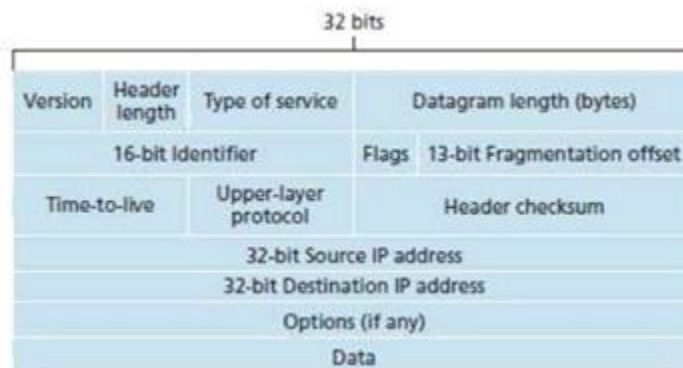 32 bits
Version Header length Type of service Datagram length (bytes)
16-bit Identifier Flags 13-bit Fragmentation offset
Time-to-live Upper-layer protocol Header checksum
32-bit Source IP address
32-bit Destination IP address
Options (if any)
Data